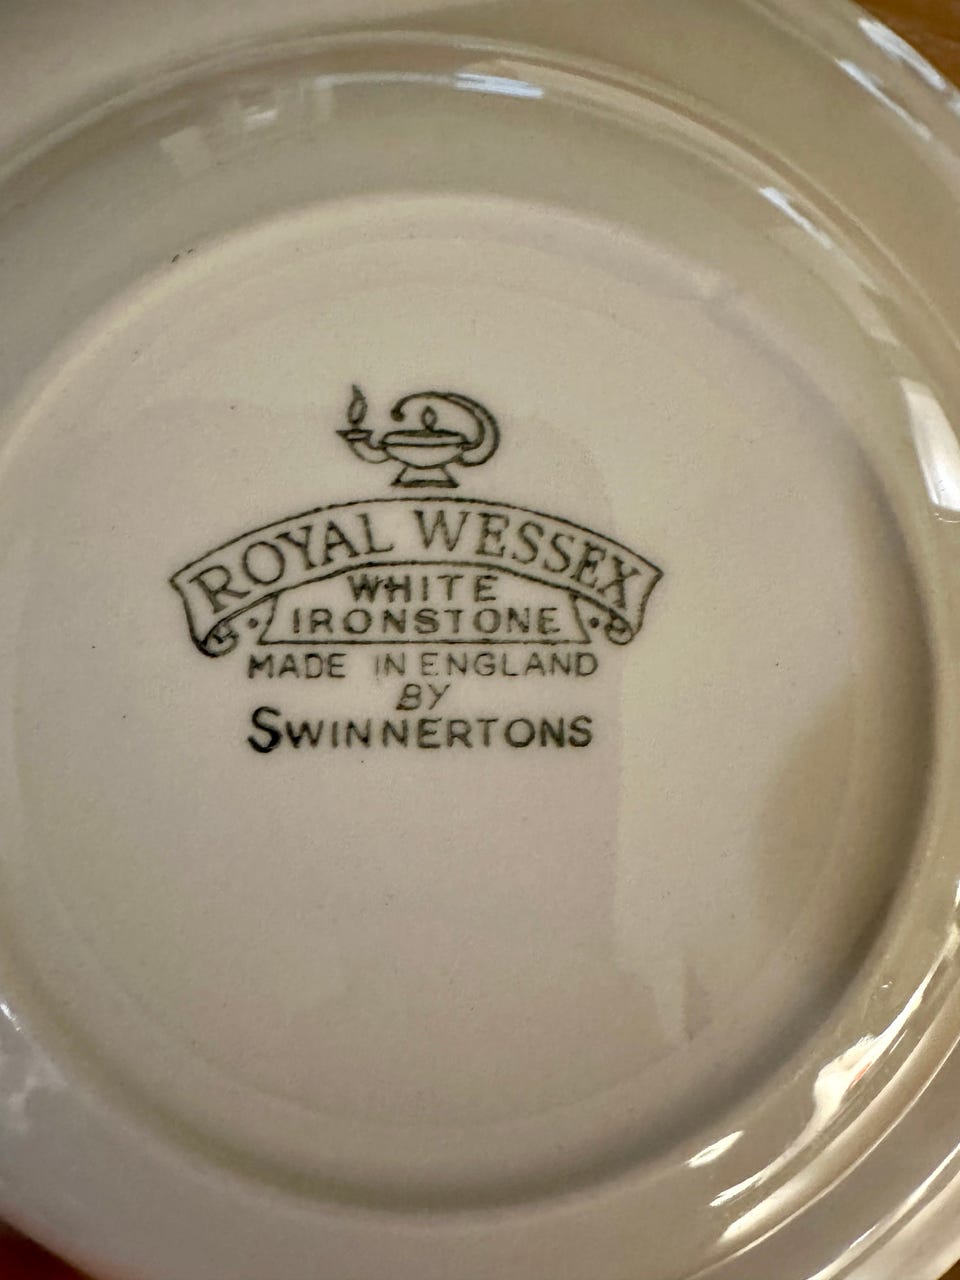 ROYAL WESSEX
WHITE
IRONSTONE
MADE IN ENGLAND
BY
SWINNERTONS